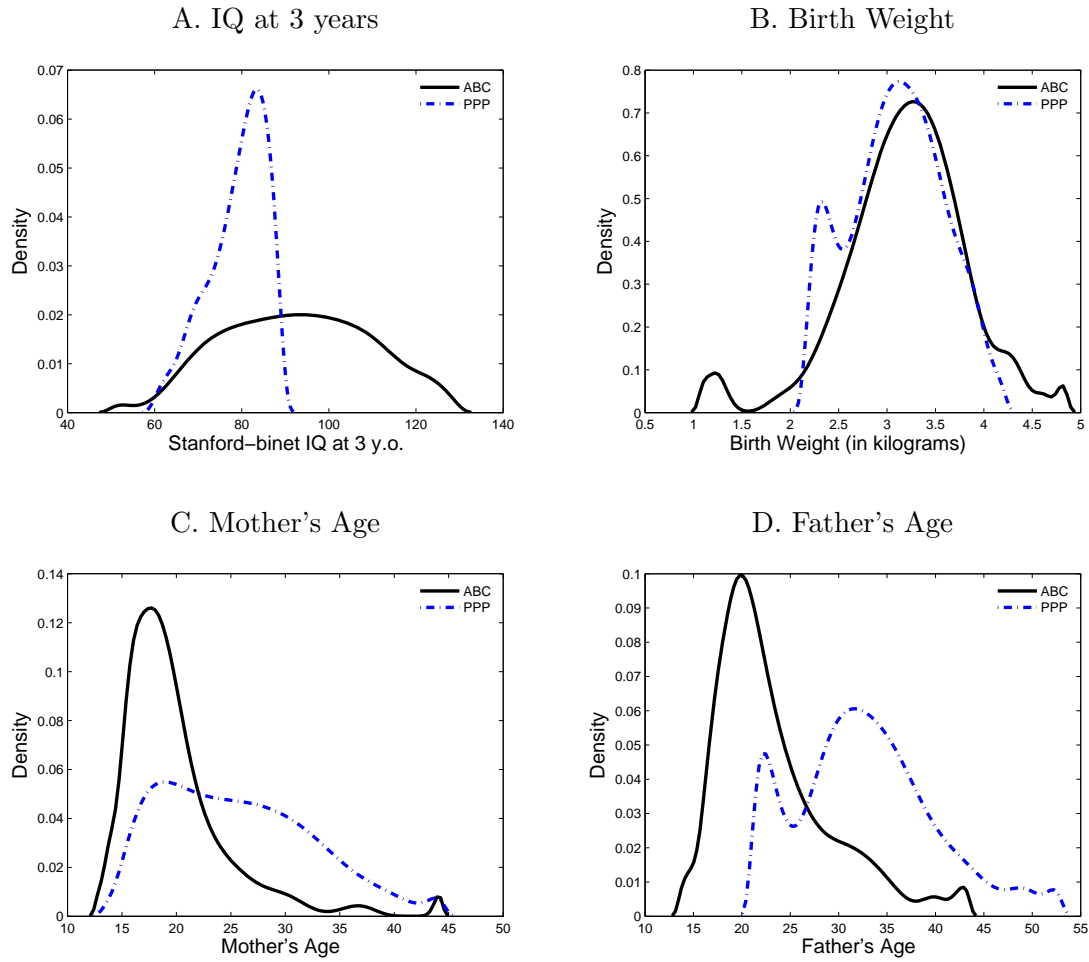 A. IQ at 3 years
0.07
0.06
0.05
0.04
0.03
0.02
0.01
0
40 60 80 100 120 140
Density
Stanford−binet IQ at 3 y.o.
ABC
PPP
B. Birth Weight
0.8
0.7
0.6
0.5
0.4
0.3
0.2
0.1
0
0.5 1 1.5 2 2.5 3 3.5 4 4.5 5
Density
Birth Weight (in kilograms)
ABC
PPP
C. Mother's Age
0.14
0.12
0.1
0.08
0.06
0.04
0.02
0
10 15 20 25 30 35 40 45 50
Density
Mother's Age
ABC
PPP
D. Father's Age
0.1
0.09
0.08
0.07
0.06
0.05
0.04
0.03
0.02
0.01
0
10 15 20 25 30 35 40 45 50 55
Density
Father's Age
ABC
PPP